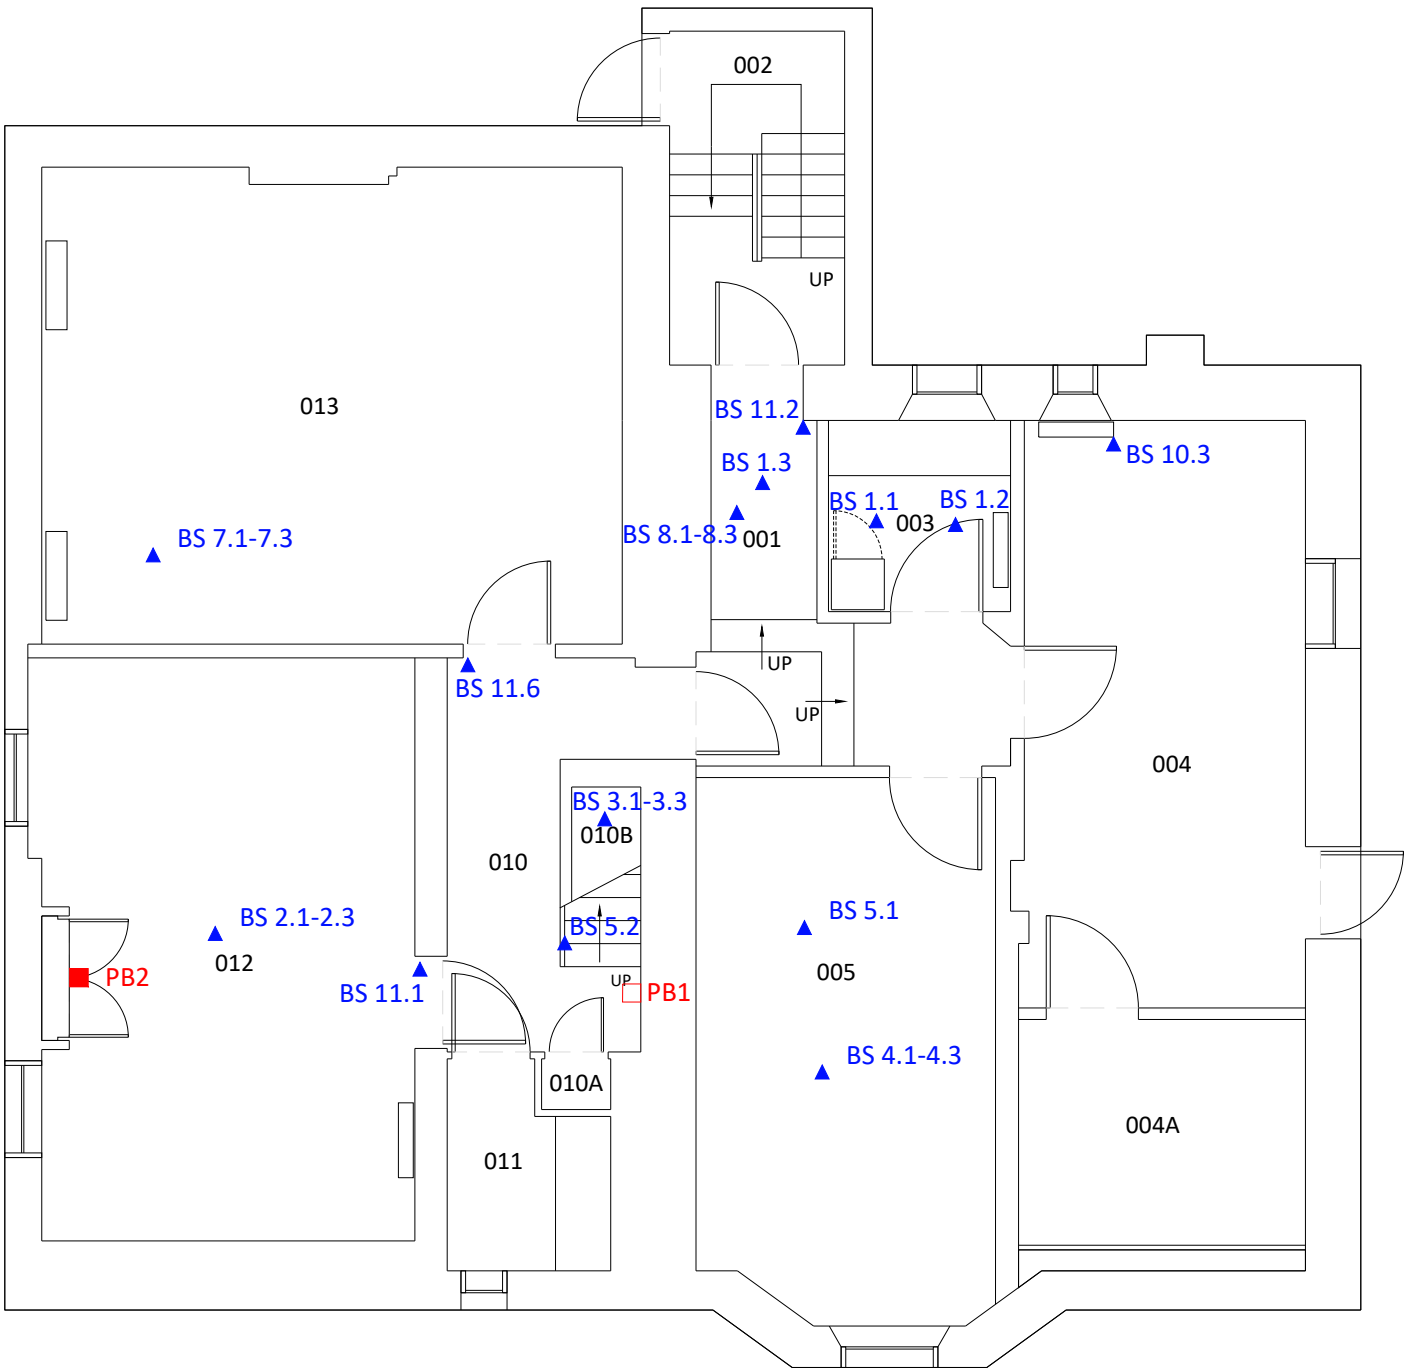 002
UP
013
BS 11.2
BS 1.3
BS 10.3
BS 1.1
BS 1.2
003
BS 8.1-8.3
001
BS 7.1-7.3
UP
BS 11.6
UP
004
BS 3.1-3.3
010B
010
BS 2.1-2.3
BS 5.2
BS 5.1
012
005
PB2
BS 11.1
UP
PB1
BS 4.1-4.3
010A
004A
011